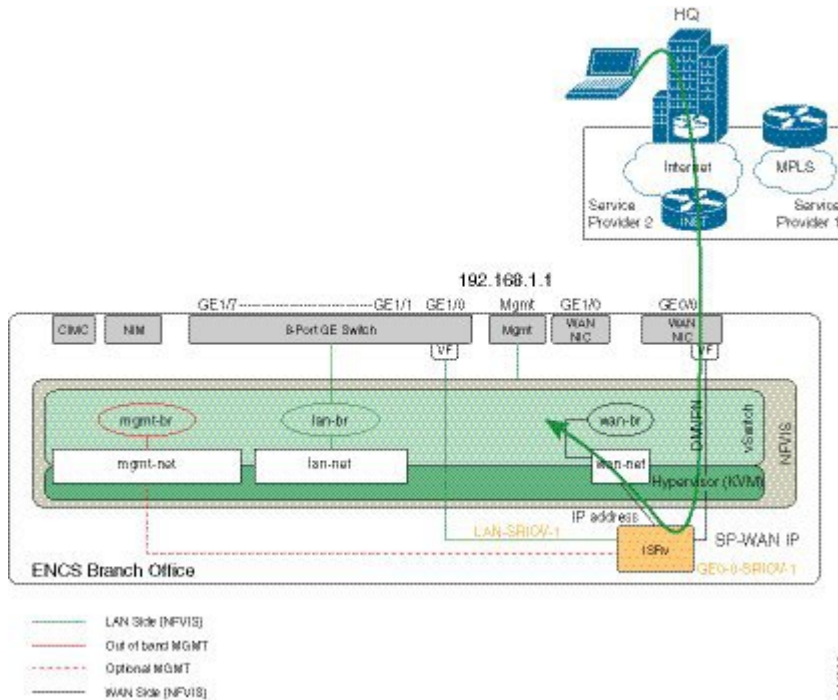 HQ
Internet
MPLS
Service
Provider 2
INET
Service
Provider 1
192.168.1.1
GE1/7
GE1/1
GE1/0
Mgmt
GE1/0
GE0/0
CIMC
NIM
8-Port GE Switch
Mgmt
WAN
NIC
WAN
NIC
VF
VF
mgmt-br
lan-br
wan-br
DMVPN
vSwitch
NFVIS
mgmt-net
lan-net
wan-net
Hypervisor (KVM)
IP address
LAN-SRIOV-1
ISRv
SP-WAN IP
GE0-0-SRIOV-1
ENCS Branch Office
LAN Side (NFVIS)
Out of band MGMT
Optional MGMT
WAN Side (NFVIS)